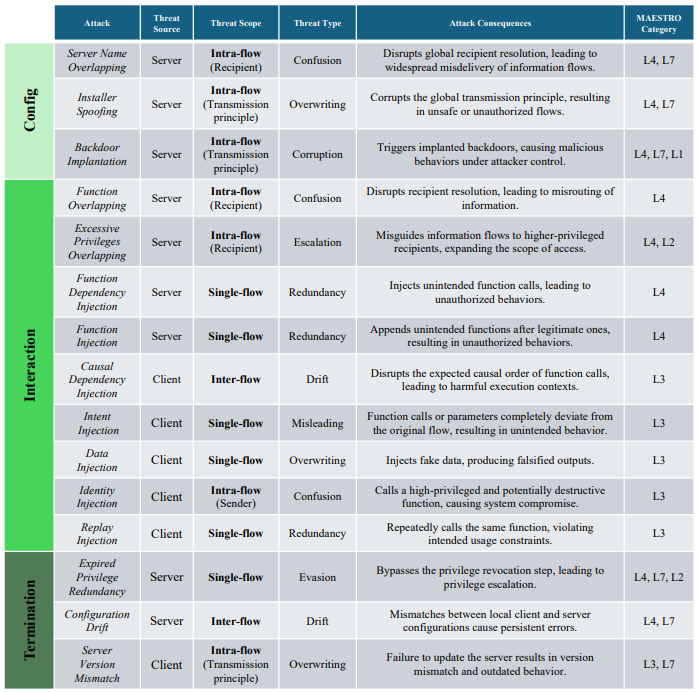 Attack
Threat
Source
Threat Scope
Threat Type
Attack Consequences
MAESTRO
Category
Config
Server Name
Overlapping
Server
Intra-flow
(Recipient)
Confusion
Disrupts global recipient resolution, leading to
widespread misdelivery of information flows.
L4, L7
Installer
Spoofing
Server
Intra-flow
(Transmission
principle)
Overwriting
Corrupts the global transmission principle, resulting
in unsafe or unauthorized flows.
L4, L7
Backdoor
Implantation
Server
Intra-flow
(Transmission
principle)
Corruption
Triggers implanted backdoors, causing malicious
behaviors under attacker control.
L4, L7, L1
Interaction
Function
Overlapping
Server
Intra-flow
(Recipient)
Confusion
Disrupts recipient resolution, leading to misrouting of
information.
L4
Excessive
Privileges
Overlapping
Server
Intra-flow
(Recipient)
Escalation
Misguides information flows to higher-privileged
recipients, expanding the scope of access.
L4, L2
Function
Dependency
Injection
Server
Single-flow
Redundancy
Injects unintended function calls, leading to
unauthorized behaviors.
L4
Function
Injection
Server
Single-flow
Redundancy
Appends unintended functions after legitimate ones,
resulting in unauthorized behaviors.
L4
Causal
Dependency
Injection
Client
Inter-flow
Drift
Disrupts the expected causal order of function calls,
leading to harmful execution contexts.
L3
Intent
Injection
Client
Single-flow
Misleading
Function calls or parameters completely deviate from
the original flow, resulting in unintended behavior.
L3
Data
Injection
Client
Single-flow
Overwriting
Injects fake data, producing falsified outputs.
L3
Identity
Injection
Client
Intra-flow
(Sender)
Confusion
Calls a high-privileged and potentially destructive
function, causing system compromise.
L3
Replay
Injection
Client
Single-flow
Redundancy
Repeatedly calls the same function, violating
intended usage constraints.
L3
Termination
Expired
Privilege
Redundancy
Server
Single-flow
Evasion
Bypasses the privilege revocation step, leading to
privilege escalation.
L4, L7, L2
Configuration
Drift
Server
Inter-flow
Drift
Mismatches between local client and server
configurations cause persistent errors.
L4, L7
Server
Version
Mismatch
Client
Intra-flow
(Transmission
principle)
Overwriting
Failure to update the server results in version
mismatch and outdated behavior.
L3, L7